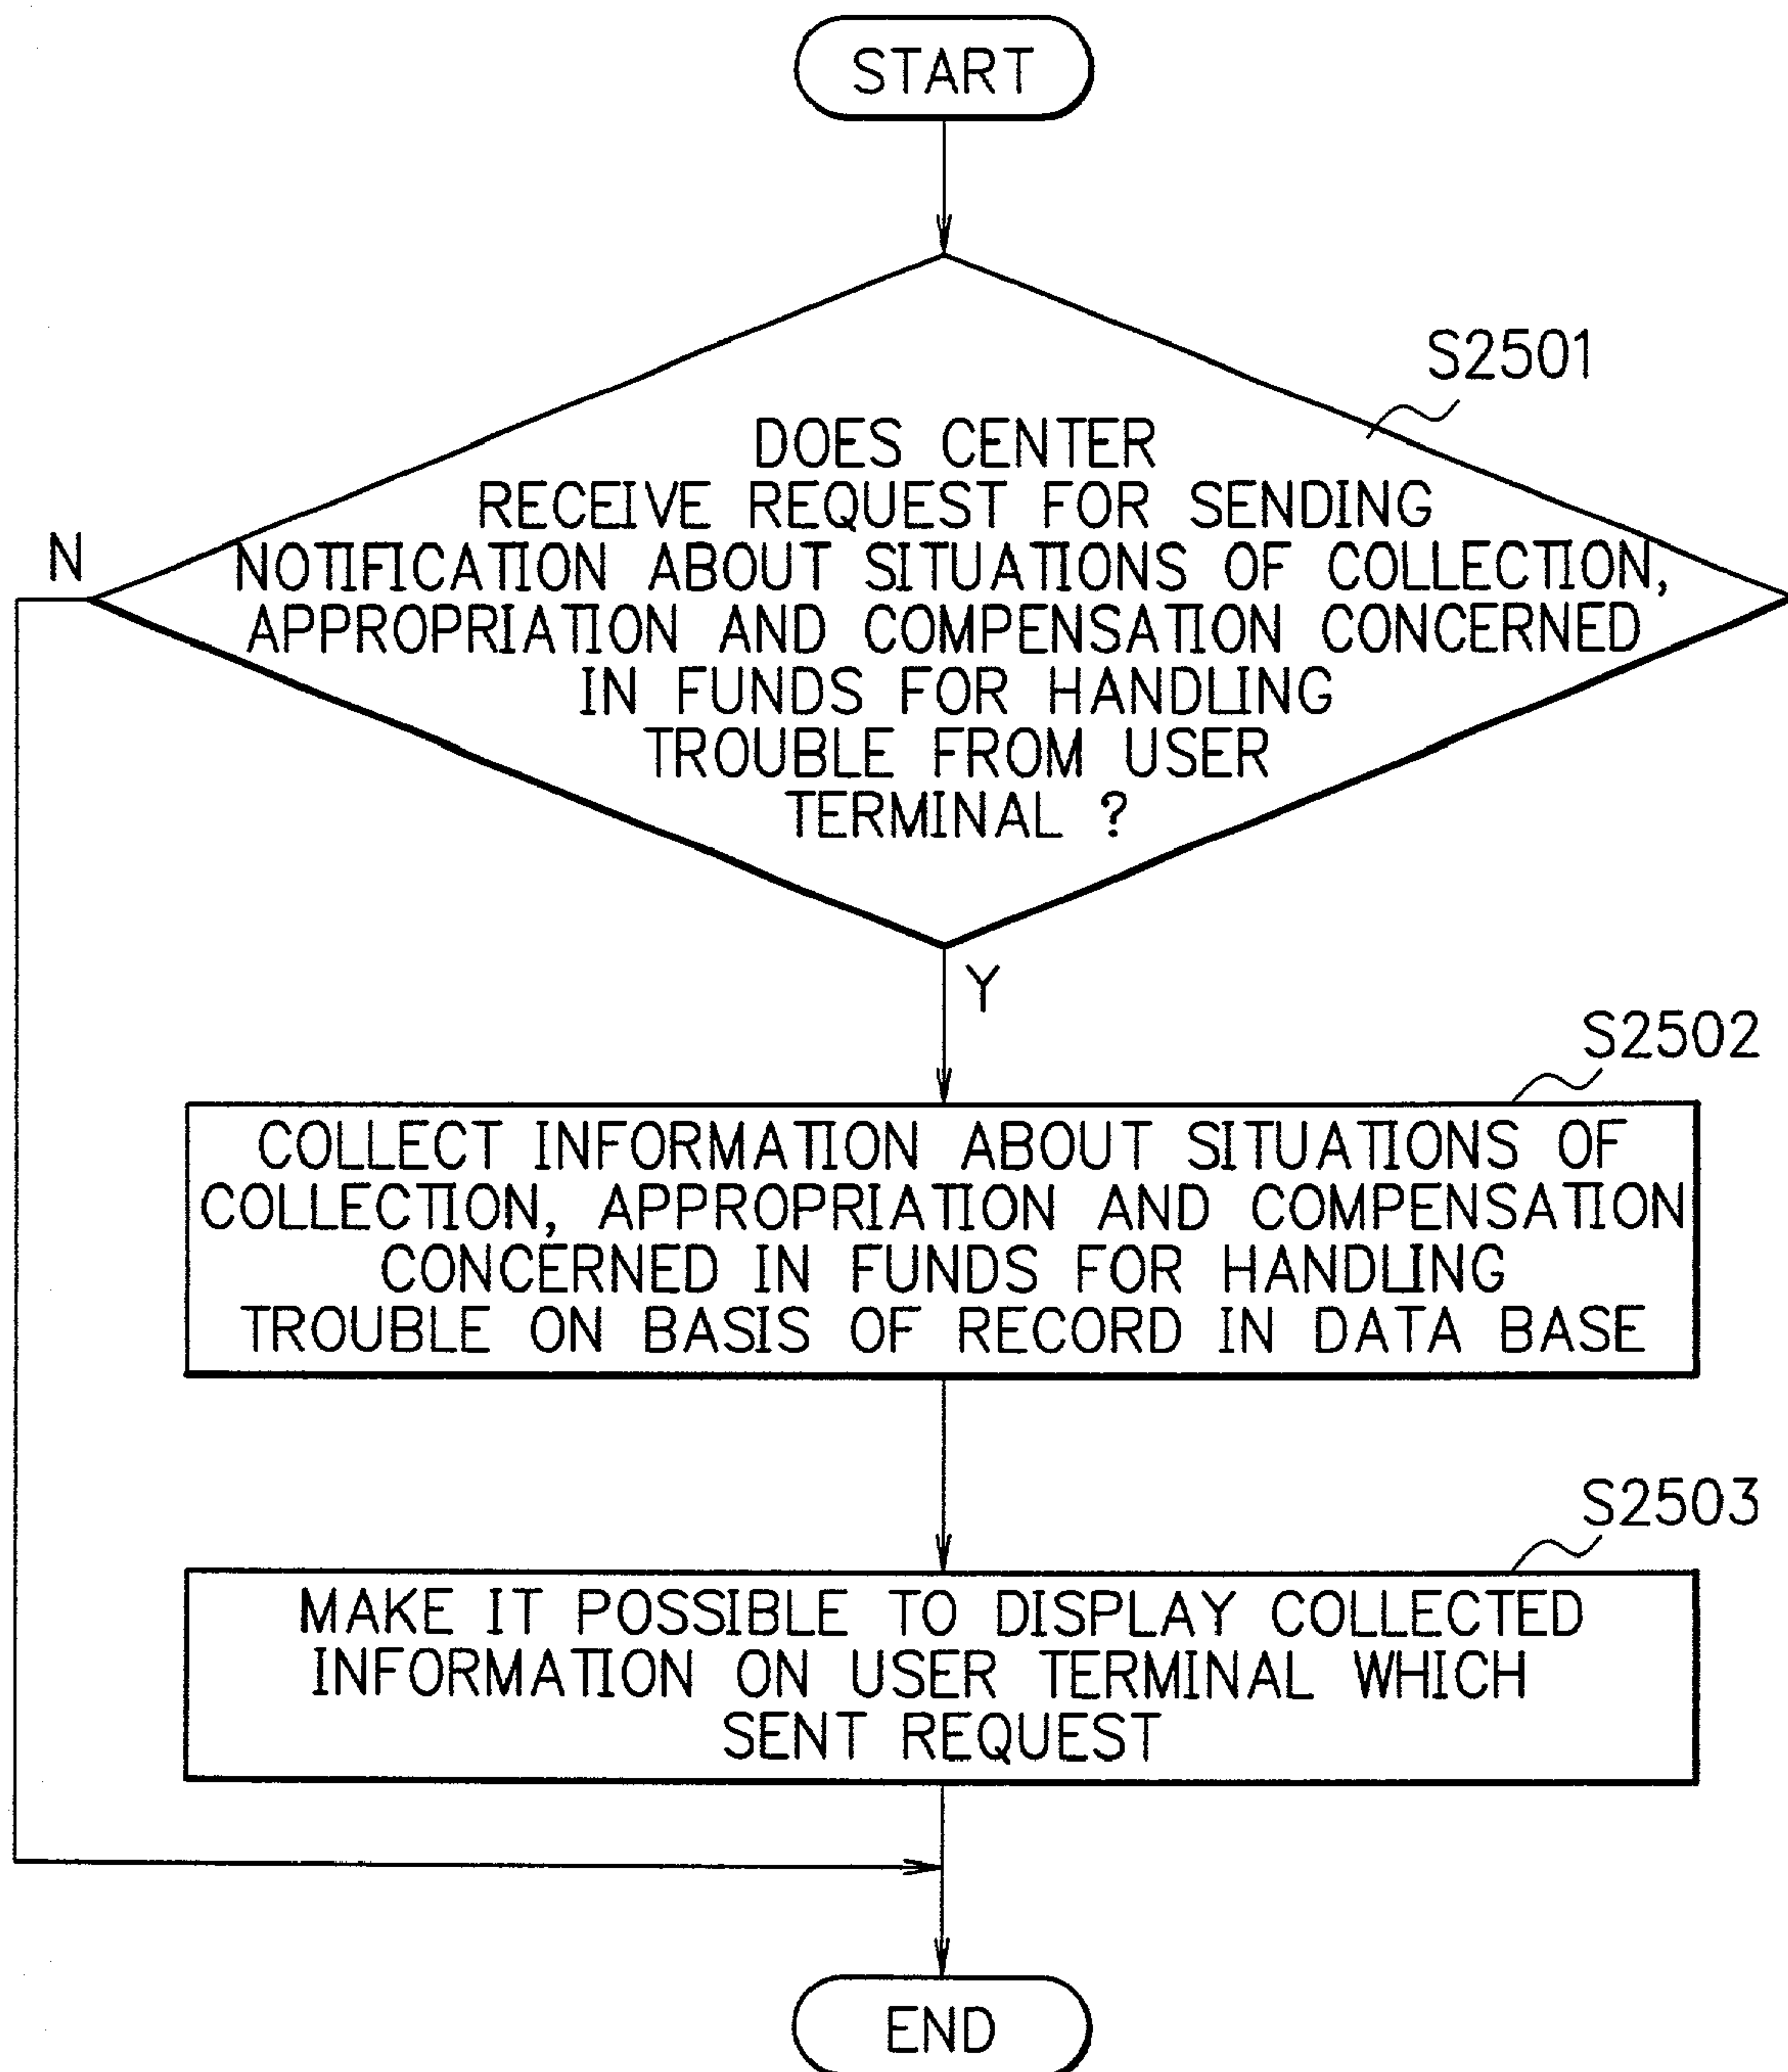 START
S2501
DOES CENTER
RECEIVE REQUEST FOR SENDING
NOTIFICATION ABOUT SITUATIONS OF COLLECTION,
APPROPRIATION AND COMPENSATION CONCERNED
IN FUNDS FOR HANDLING
TROUBLE FROM USER
TERMINAL ?
N
Y
S2502
COLLECT INFORMATION ABOUT SITUATIONS OF
COLLECTION, APPROPRIATION AND COMPENSATION
CONCERNED IN FUNDS FOR HANDLING
TROUBLE ON BASIS OF RECORD IN DATA BASE
S2503
MAKE IT POSSIBLE TO DISPLAY COLLECTED
INFORMATION ON USER TERMINAL WHICH
SENT REQUEST
END